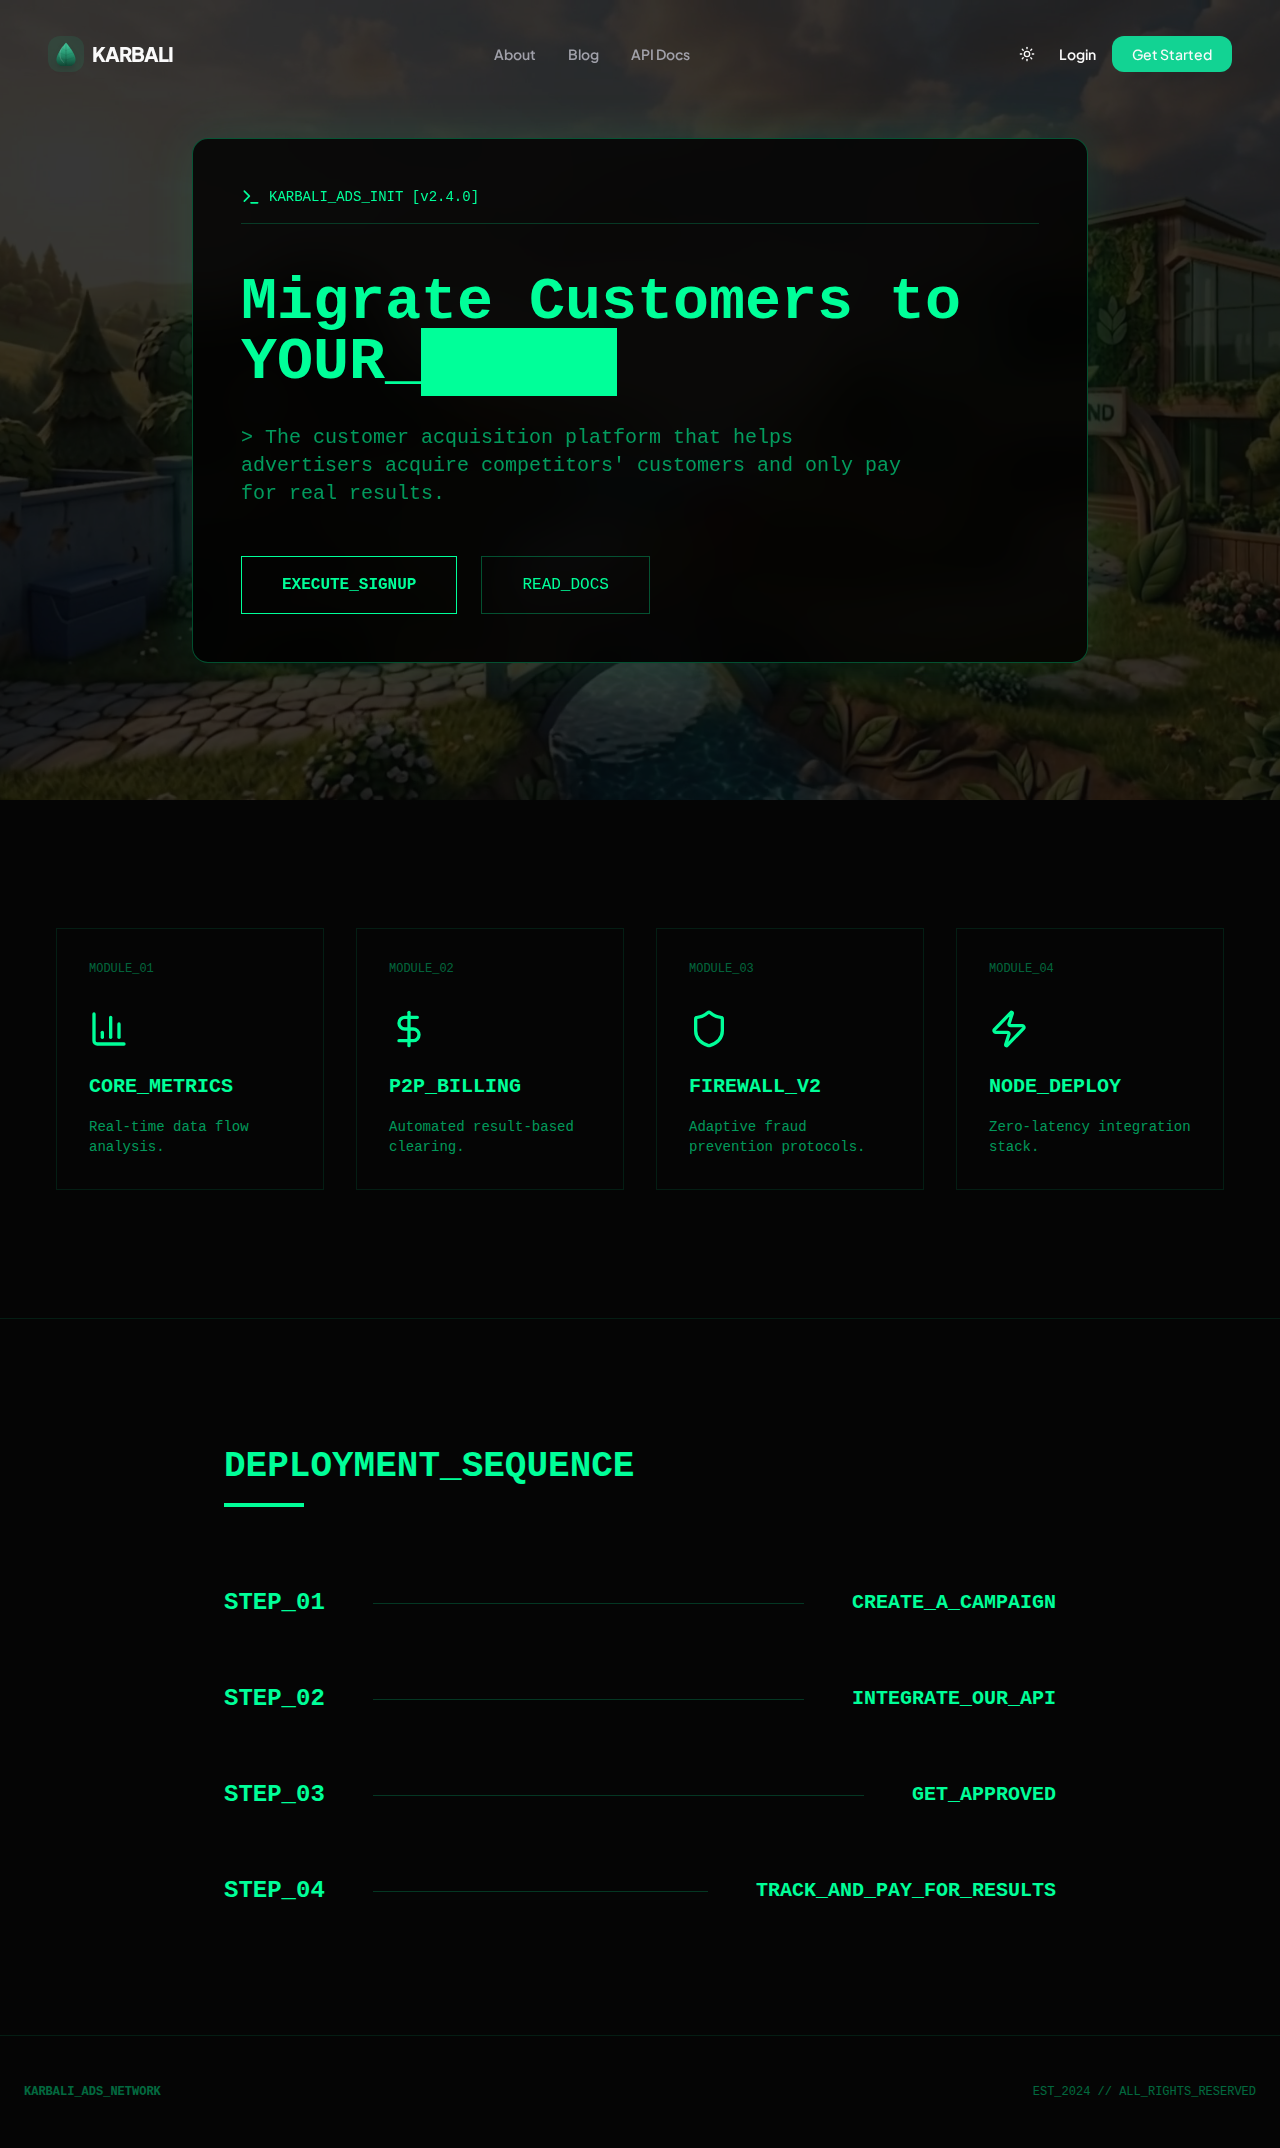 KARBALI
About
Blog
API Docs
Login
Get Started
KARBALI_ADS_INIT [v2.4.0]
Migrate Customers to
YOUR_
> The customer acquisition platform that helps
advertisers acquire competitors' customers and only pay
for real results.
EXECUTE_SIGNUP
READ_DOCS
ND
MODULE_01
CORE_METRICS
Real-time data flow
analysis.
MODULE_02
P2P_BILLING
Automated result-based
clearing.
MODULE_03
FIREWALL_V2
Adaptive fraud
prevention protocols.
MODULE_04
NODE_DEPLOY
Zero-latency integration
stack.
DEPLOYMENT_SEQUENCE
STEP_01
CREATE_A_CAMPAIGN
STEP_02
INTEGRATE_OUR_API
STEP_03
GET_APPROVED
STEP_04
TRACK_AND_PAY_FOR_RESULTS
KARBALI_ADS_NETWORK
EST_2024 // ALL_RIGHTS_RESERVED